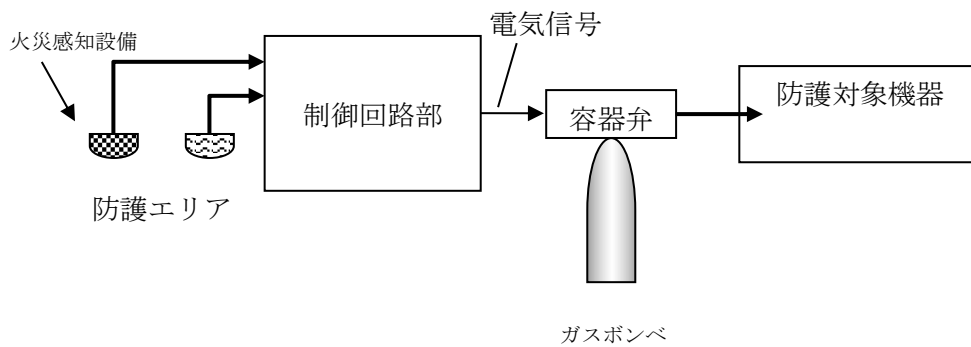 火災感知設備
電気信号
制御回路部
容器弁
防護対象機器
防護エリア
ガスボンベ